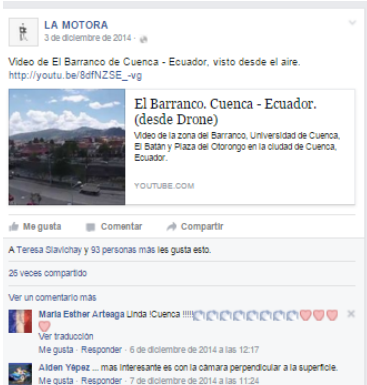 LA MOTORA
3 de diciembre de 2014 ·
Video de El Barranco de Cuenca - Ecuador, visto desde el aire.
http://youtu.be/8dfNZSE_-vg
El Barranco. Cuenca - Ecuador.
(desde Drone)
Video de la zona del Barranco, Universidad de Cuenca,
El Batán y Plaza del Otorongo en la ciudad de Cuenca,
Ecuador.
YOUTUBE.COM
Me gusta Comentar Compartir
A Teresa Slavichay y 93 personas más les gusta esto.
26 veces compartido
Ver un comentario más
Maria Esther Arteaga Linda !Cuenca !!!!!
Ver traducción
Me gusta · Responder · 6 de diciembre de 2014 a las 12:17
Alden Yépez ... mas interesante es con la cámara perpendicular a la superficie.
Me gusta · Responder · 7 de diciembre de 2014 a las 11:24